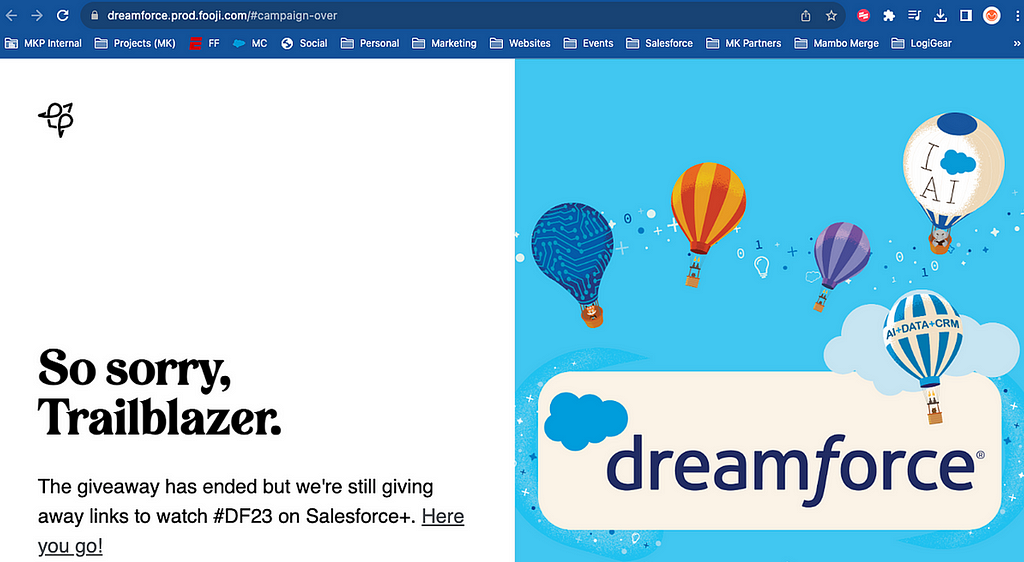 dreamforce.prod.fooji.com/#campaign-over
MKP Internal
Projects (MK)
FF
MC
Social
Personal
Marketing
Websites
Events
Salesforce
MK Partners
Mambo Merge
LogiGear
»
I
AI
0
1
0
0
1
0
AI+DATA+CRM
So sorry,
Trailblazer.
dreamforce®
The giveaway has ended but we're still giving
away links to watch #DF23 on Salesforce+. Here
you go!